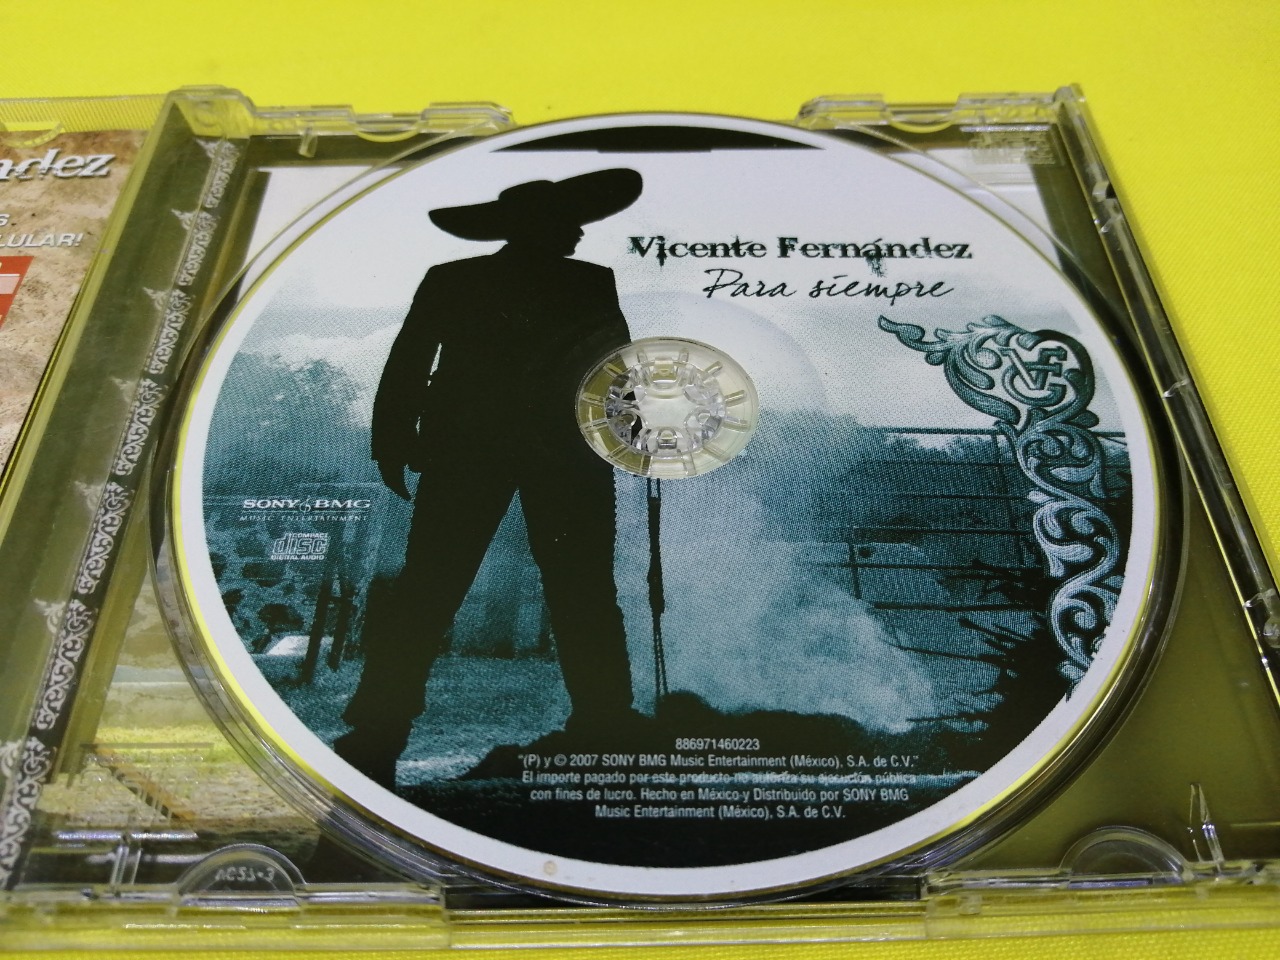 ndez
LULAR!
Vicente Fernández
Para siempre
SONY BMG
MUSIC ENTERTAINMENT
COMPACT
disc
DIGITAL AUDIO
886971460223
"(P) y © 2007 SONY BMG Music Entertainment (México), S.A. de C.V."
El importe pagado por este producto no autoriza su ejecución pública
con fines de lucro. Hecho en México y Distribuido por SONY BMG
Music Entertainment (México), S.A. de C.V.